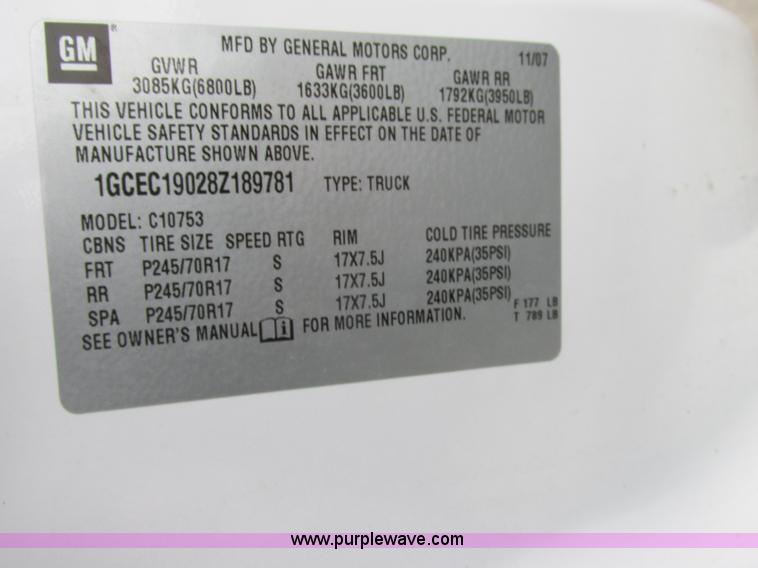 GM
MFD BY GENERAL MOTORS CORP. 11/07
GVWR GAWR FRT GAWR RR
3085KG(6800LB) 1633KG(3600LB) 1792KG(3950LB)
THIS VEHICLE CONFORMS TO ALL APPLICABLE U.S. FEDERAL MOTOR
VEHICLE SAFETY STANDARDS IN EFFECT ON THE DATE OF
MANUFACTURE SHOWN ABOVE.
1GCEC19028Z189781 TYPE: TRUCK
MODEL: C10753
CBNS TIRE SIZE SPEED RTG RIM COLD TIRE PRESSURE
FRT P245/70R17 S 17X7.5J 240KPA(35PSI)
RR P245/70R17 S 17X7.5J 240KPA(35PSI)
SPA P245/70R17 S 17X7.5J 240KPA(35PSI) F 177 LB
SEE OWNER'S MANUAL i FOR MORE INFORMATION. T 789 LB
www.purplewave.com